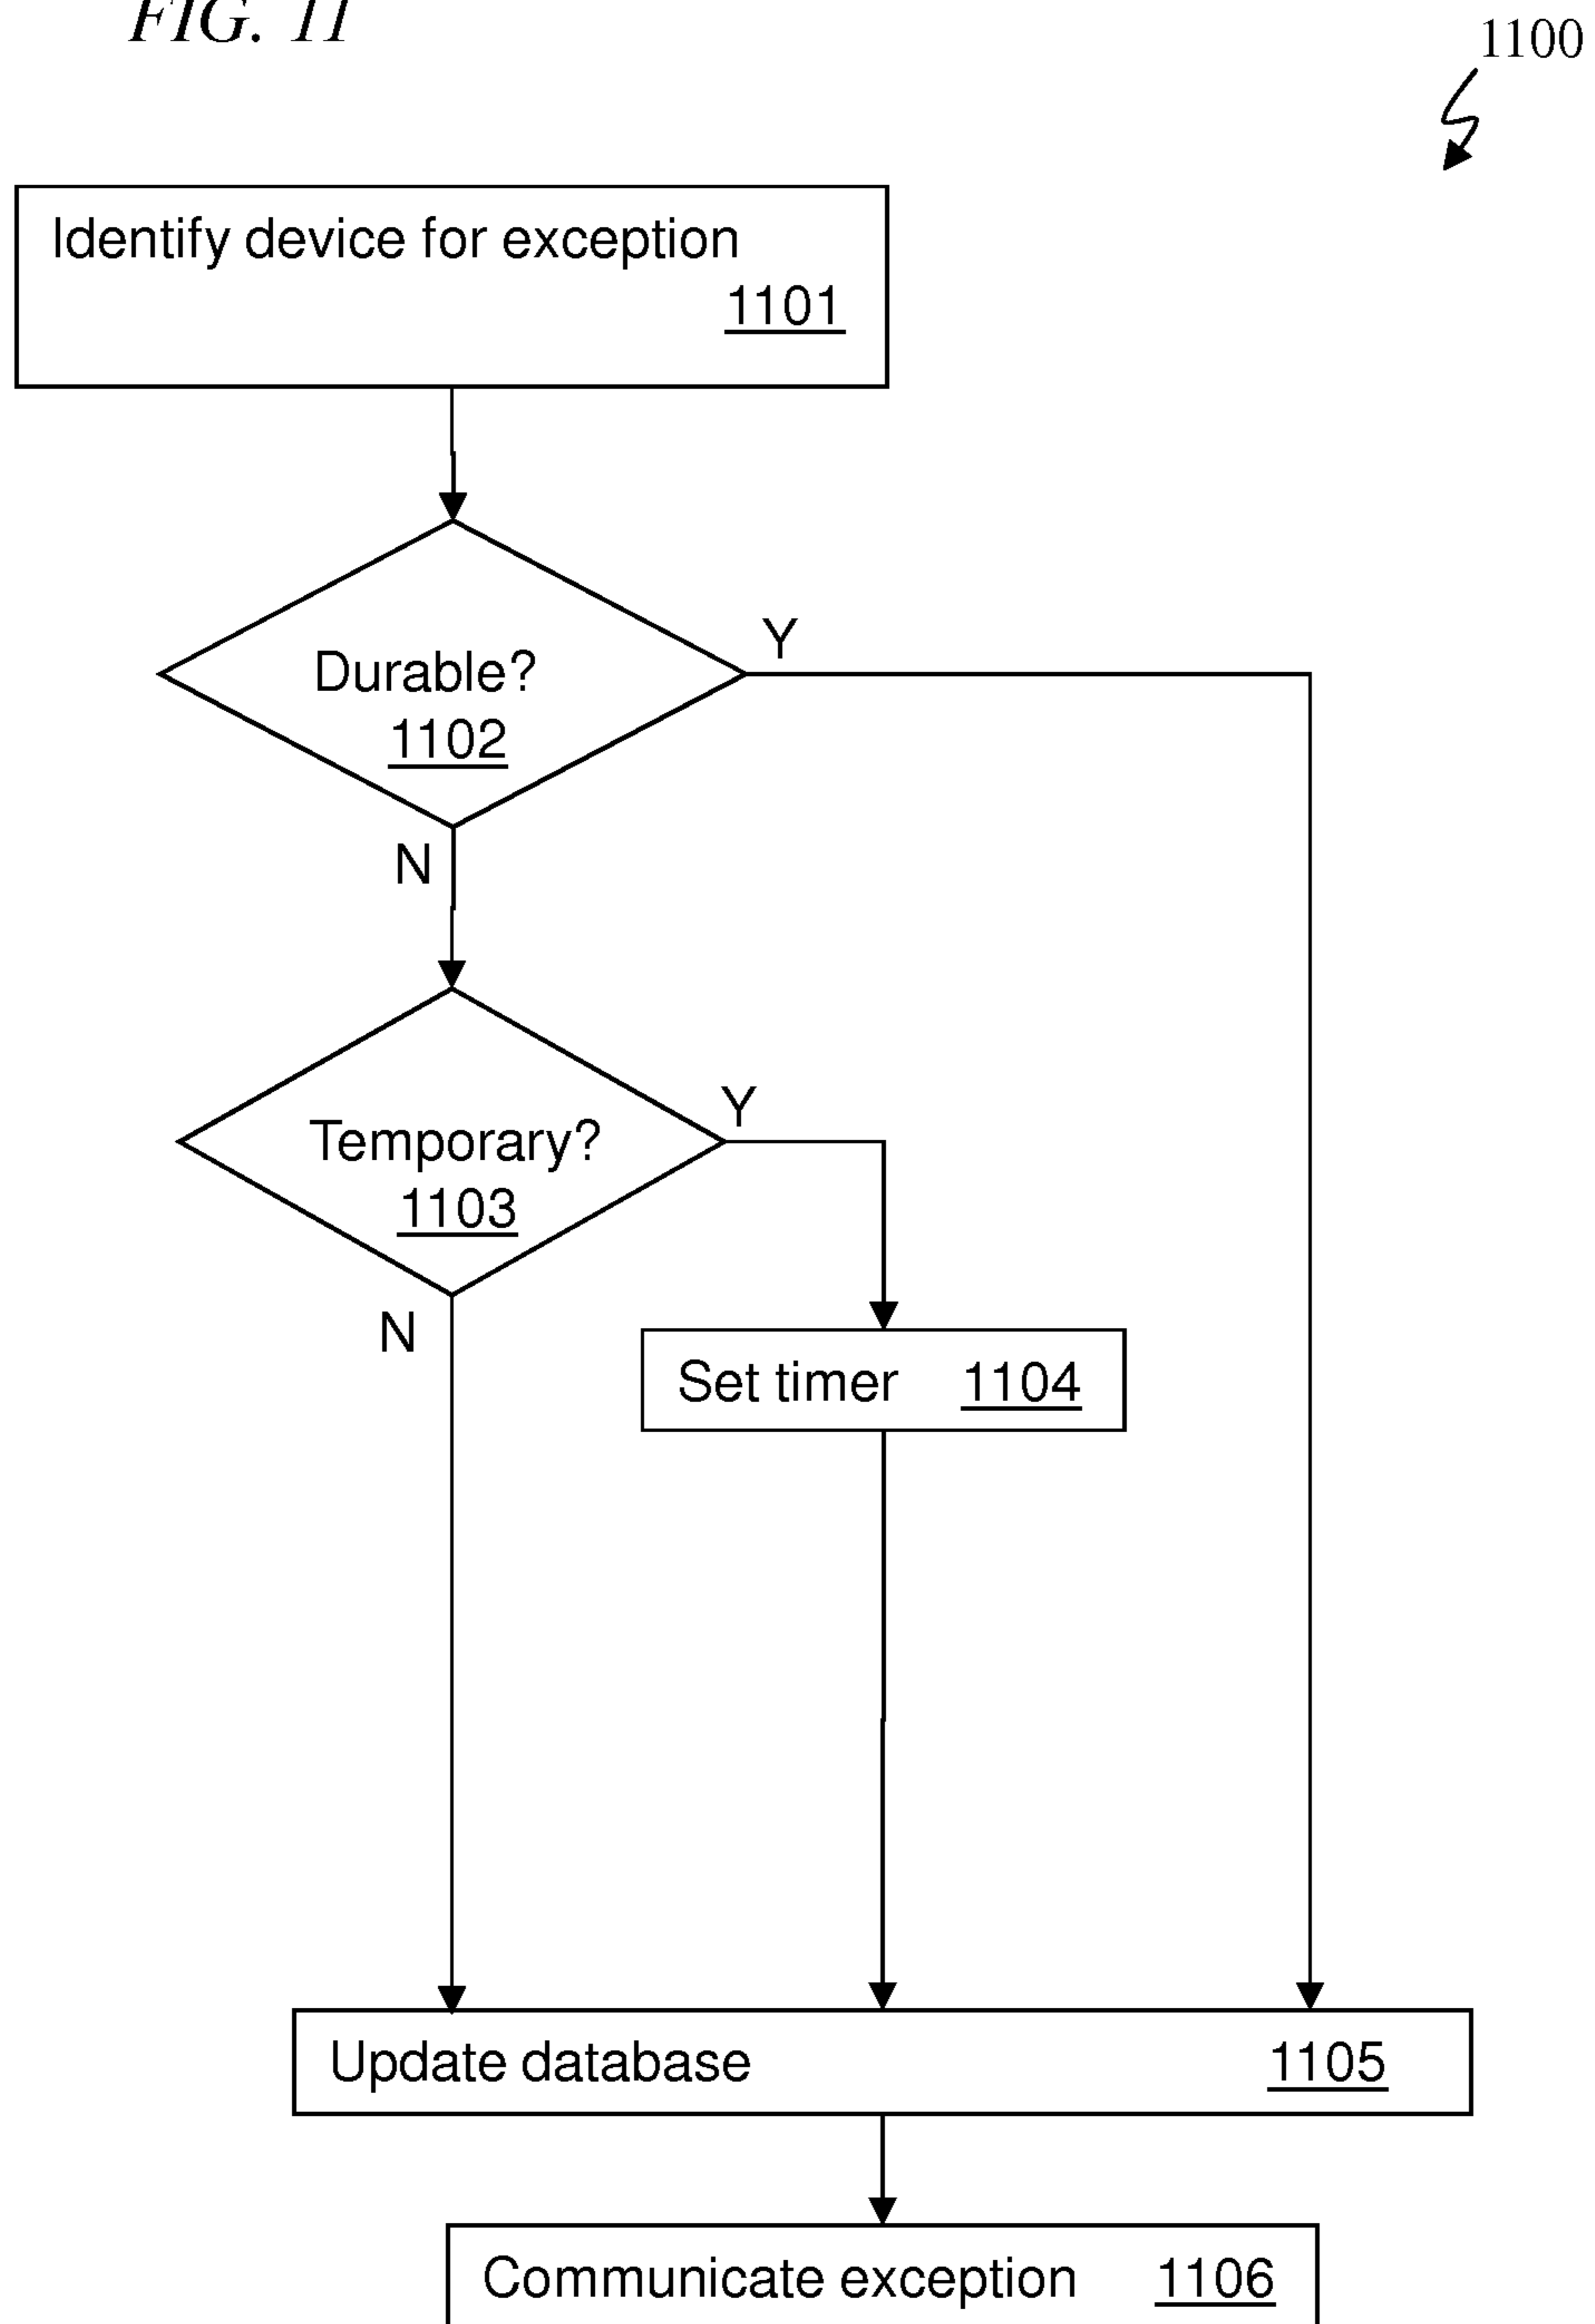 FIG. 11
1100
Identify device for exception
1101
Durable?
1102
Y
N
Temporary?
1103
Y
N
Set timer 1104
Update database 1105
Communicate exception 1106